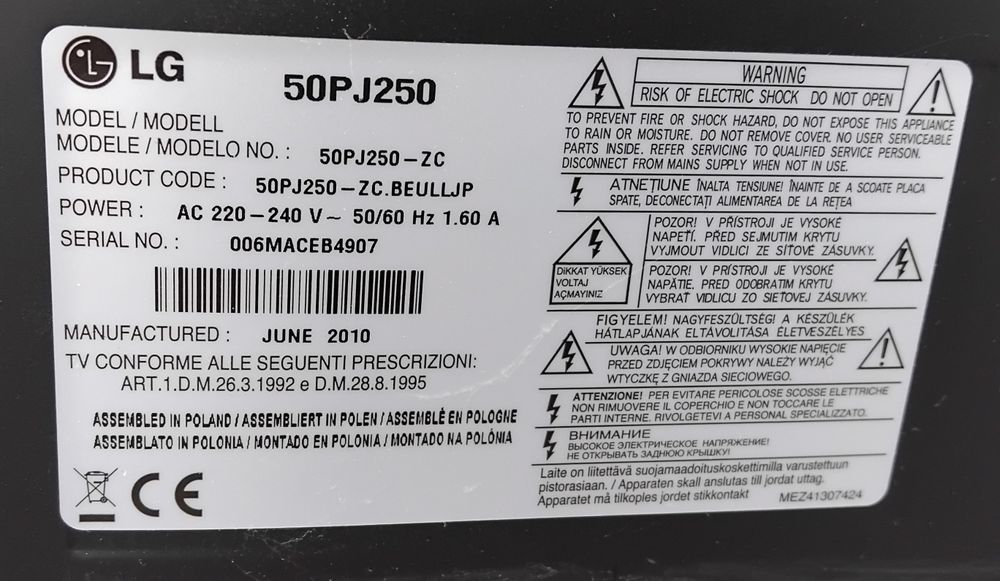 LG
50PJ250
MODEL / MODELL
MODELE / MODELO NO. : 50PJ250-ZC
PRODUCT CODE : 50PJ250-ZC.BEULLJP
POWER : AC 220-240 V~ 50/60 Hz 1.60 A
SERIAL NO. : 006MACEB4907
MANUFACTURED : JUNE 2010
TV CONFORME ALLE SEGUENTI PRESCRIZIONI:
ART.1.D.M.26.3.1992 e D.M.28.8.1995
ASSEMBLED IN POLAND / ASSEMBLIERT IN POLEN / ASSEMBLÉ EN POLOGNE
ASSEMBLATO IN POLONIA / MONTADO EN POLONIA / MONTADO NA POLÓNIA
CE
WARNING
RISK OF ELECTRIC SHOCK DO NOT OPEN
TO PREVENT FIRE OR SHOCK HAZARD, DO NOT EXPOSE THIS APPLIANCE
TO RAIN OR MOISTURE. DO NOT REMOVE COVER. NO USER SERVICEABLE
PARTS INSIDE. REFER SERVICING TO QUALIFIED SERVICE PERSON.
DISCONNECT FROM MAINS SUPPLY WHEN NOT IN USE.
ATNEŢIUNE ÎNALTA TENSIUNE! ÎNAINTE DE A SCOATE PLACA
SPATE, DECONECTAŢI ALIMENTAREA DE LA REŢEA
DIKKAT YÜKSEK
VOLTAJ
AÇMAYINIZ
POZOR! V PŘÍSTROJI JE VYSOKÉ
NAPETÍ. PŘED SEJMUTIM KRYTU
VYJMOUT VIDLICI ZE SÍŤOVÉ ZÁSUVKY.
POZOR! V PRÍSTROJI JE VYSOKÉ
NAPÄTIE. PRED ODOBRATIM KRYTU
VYBRAŤ VIDLICU ZO SIEŤOVEJ ZÁSUVKY.
FIGYELEM! NAGYFESZÜLTSÉG! A KÉSZÜLÉK
HÁTLAPJÁNAK ELTÁVOLÍTÁSA ÉLETVESZÉLYES
UWAGA! W ODBIORNIKU WYSOKIE NAPIĘCIE
PRZED ZDJĘCIEM POKRYWY NALEŻY WYJĄĆ
WTYCZKĘ Z GNIAZDA SIECIOWEGO.
ATTENZIONE! PER EVITARE PERICOLOSE SCOSSE ELETTRICHE
NON RIMUOVERE IL COPERCHIO E NON TOCCARE LE
PARTI INTERNE. RIVOLGETEVI A PERSONAL SPECIALIZZATO.
ВНИМАНИЕ
ВЫСОКОЕ ЭЛЕКТРИЧЕСКОЕ НАПРЯЖЕНИЕ!
НЕ ОТКРЫВАТЬ ЗАДНЮЮ КРЫШКУ!
Laite on liitettävä suojamaadoituskoskettimilla varustettuun
pistorasiaan. / Apparaten skall anslutas till jordat uttag.
Apparatet må tilkoples jordet stikkontakt MEZ41307424